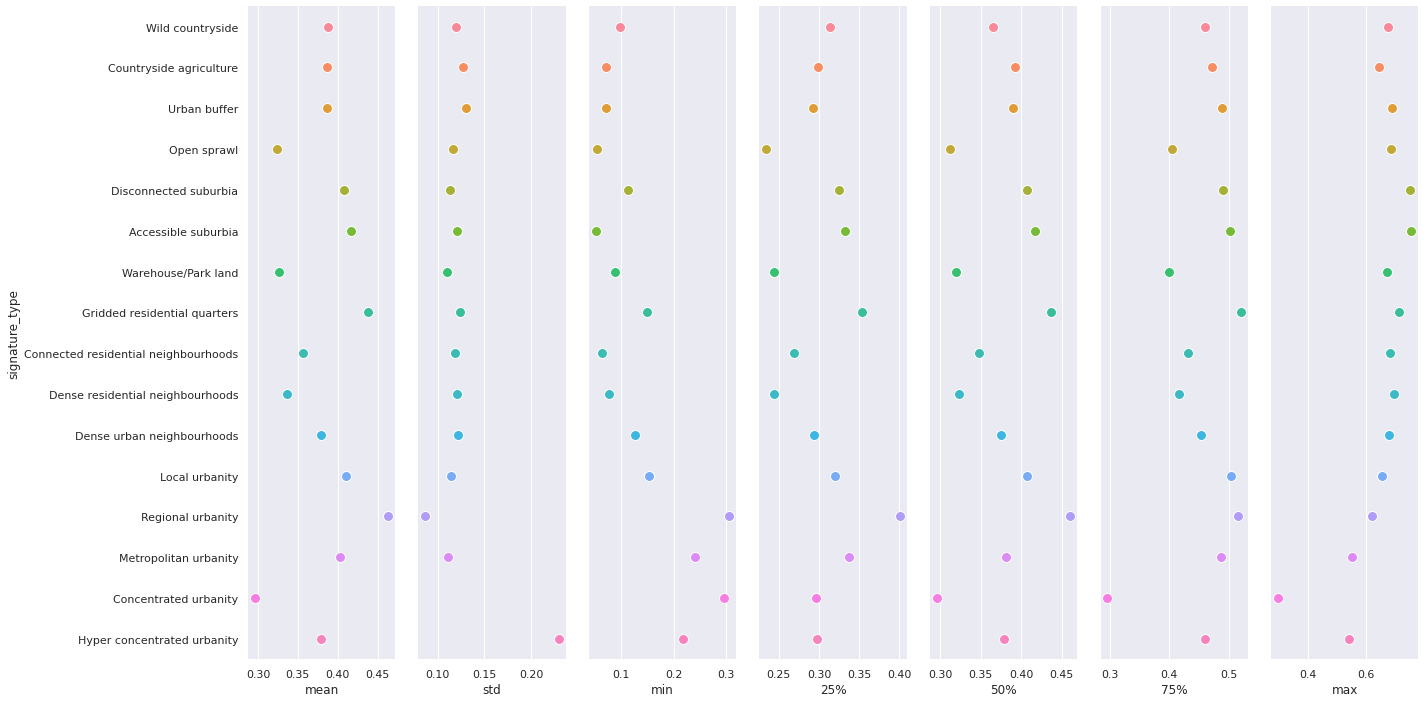 Wild countryside
Countryside agriculture
Urban buffer
Open sprawl
Disconnected suburbia
Accessible suburbia
Warehouse/Park land
Gridded residential quarters
Connected residential neighbourhoods
Dense residential neighbourhoods
Dense urban neighbourhoods
Local urbanity
Regional urbanity
Metropolitan urbanity
Concentrated urbanity
Hyper concentrated urbanity
signature_type
0.30 0.35 0.40 0.45
mean
0.10 0.15 0.20
std
0.1 0.2 0.3
min
0.25 0.30 0.35 0.40
25%
0.30 0.35 0.40 0.45
50%
0.3 0.4 0.5
75%
0.4 0.6
max